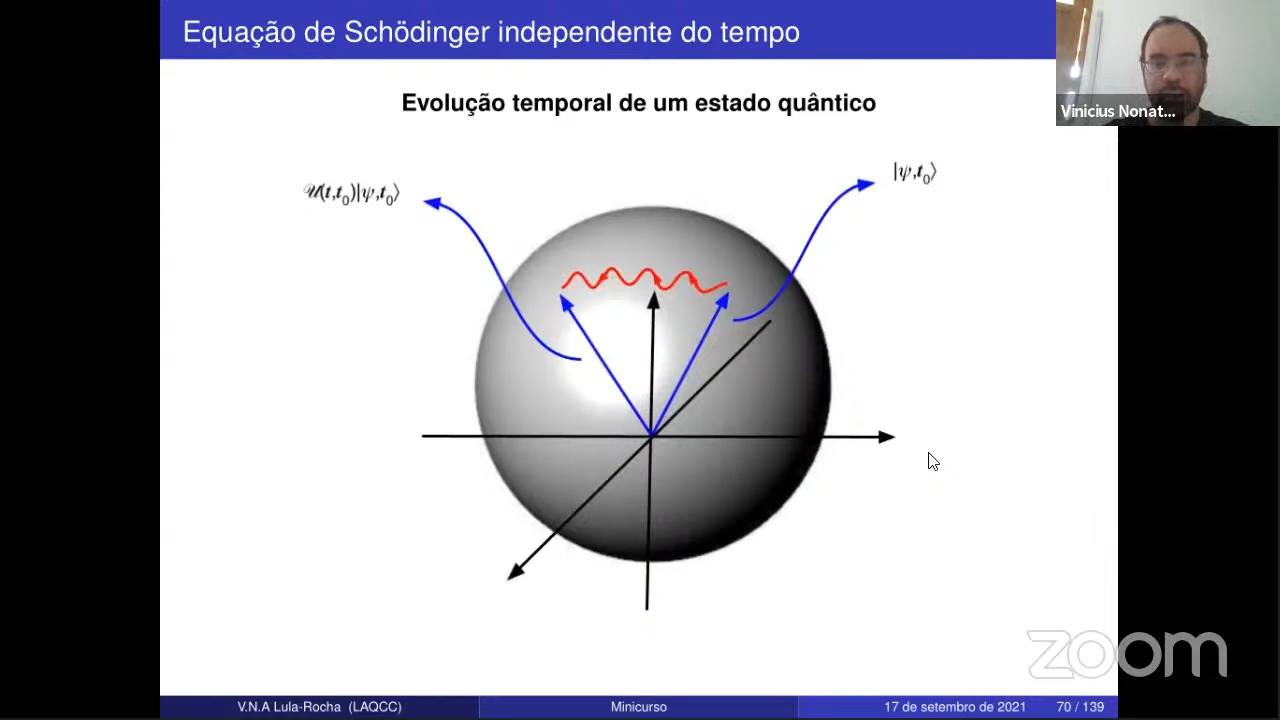 Equação de Schödinger independente do tempo
Vinicius Nonat...
Evolução temporal de um estado quântico
|ψ,t₀⟩
𝒰(t,t₀)|ψ,t₀⟩
zoom
V.N.A Lula-Rocha (LAQCC)
Minicurso
17 de setembro de 2021
70 / 139